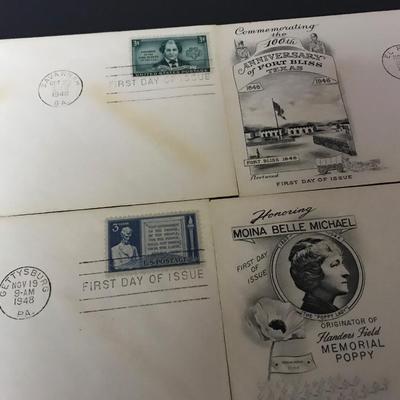 SAVANNAH
OCT
1948
GA.
3¢
UNITED STATES POSTAGE
FIRST DAY OF ISSUE
Commemorating
the
100th
ANNIVERSARY
OF FORT BLISS
TEXAS
1848
1948
FORT BLISS 1848
Fleetwood
FIRST DAY OF ISSUE
GETTYSBURG
NOV 19
9-AM
1948
PA.
3
U.S. POSTAGE
FIRST DAY OF ISSUE
Honoring
MOINA BELLE MICHAEL
FIRST DAY
OF
ISSUE
THE "POPPY LADY"
ORIGINATOR OF
Flanders Field
MEMORIAL
POPPY